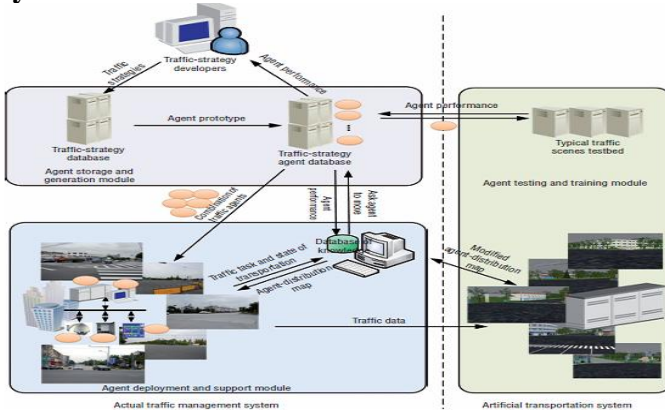 Traffic-strategy
developers
Traffic
strategies
Agent performance
Agent prototype
Traffic-strategy
database
Agent storage and
generation module
Traffic-strategy
agent database
Agent performance
Typical traffic
scenes testbed
Agent testing and training module
Combination of
traffic agents
Agent
performance
Ask agent
to move
Database of
knowledge
Traffic task and state of
transportation
Agent-distribution
map
Modified
agent-distribution
map
Traffic data
Agent deployment and support module
Actual traffic management system
Artificial transportation system